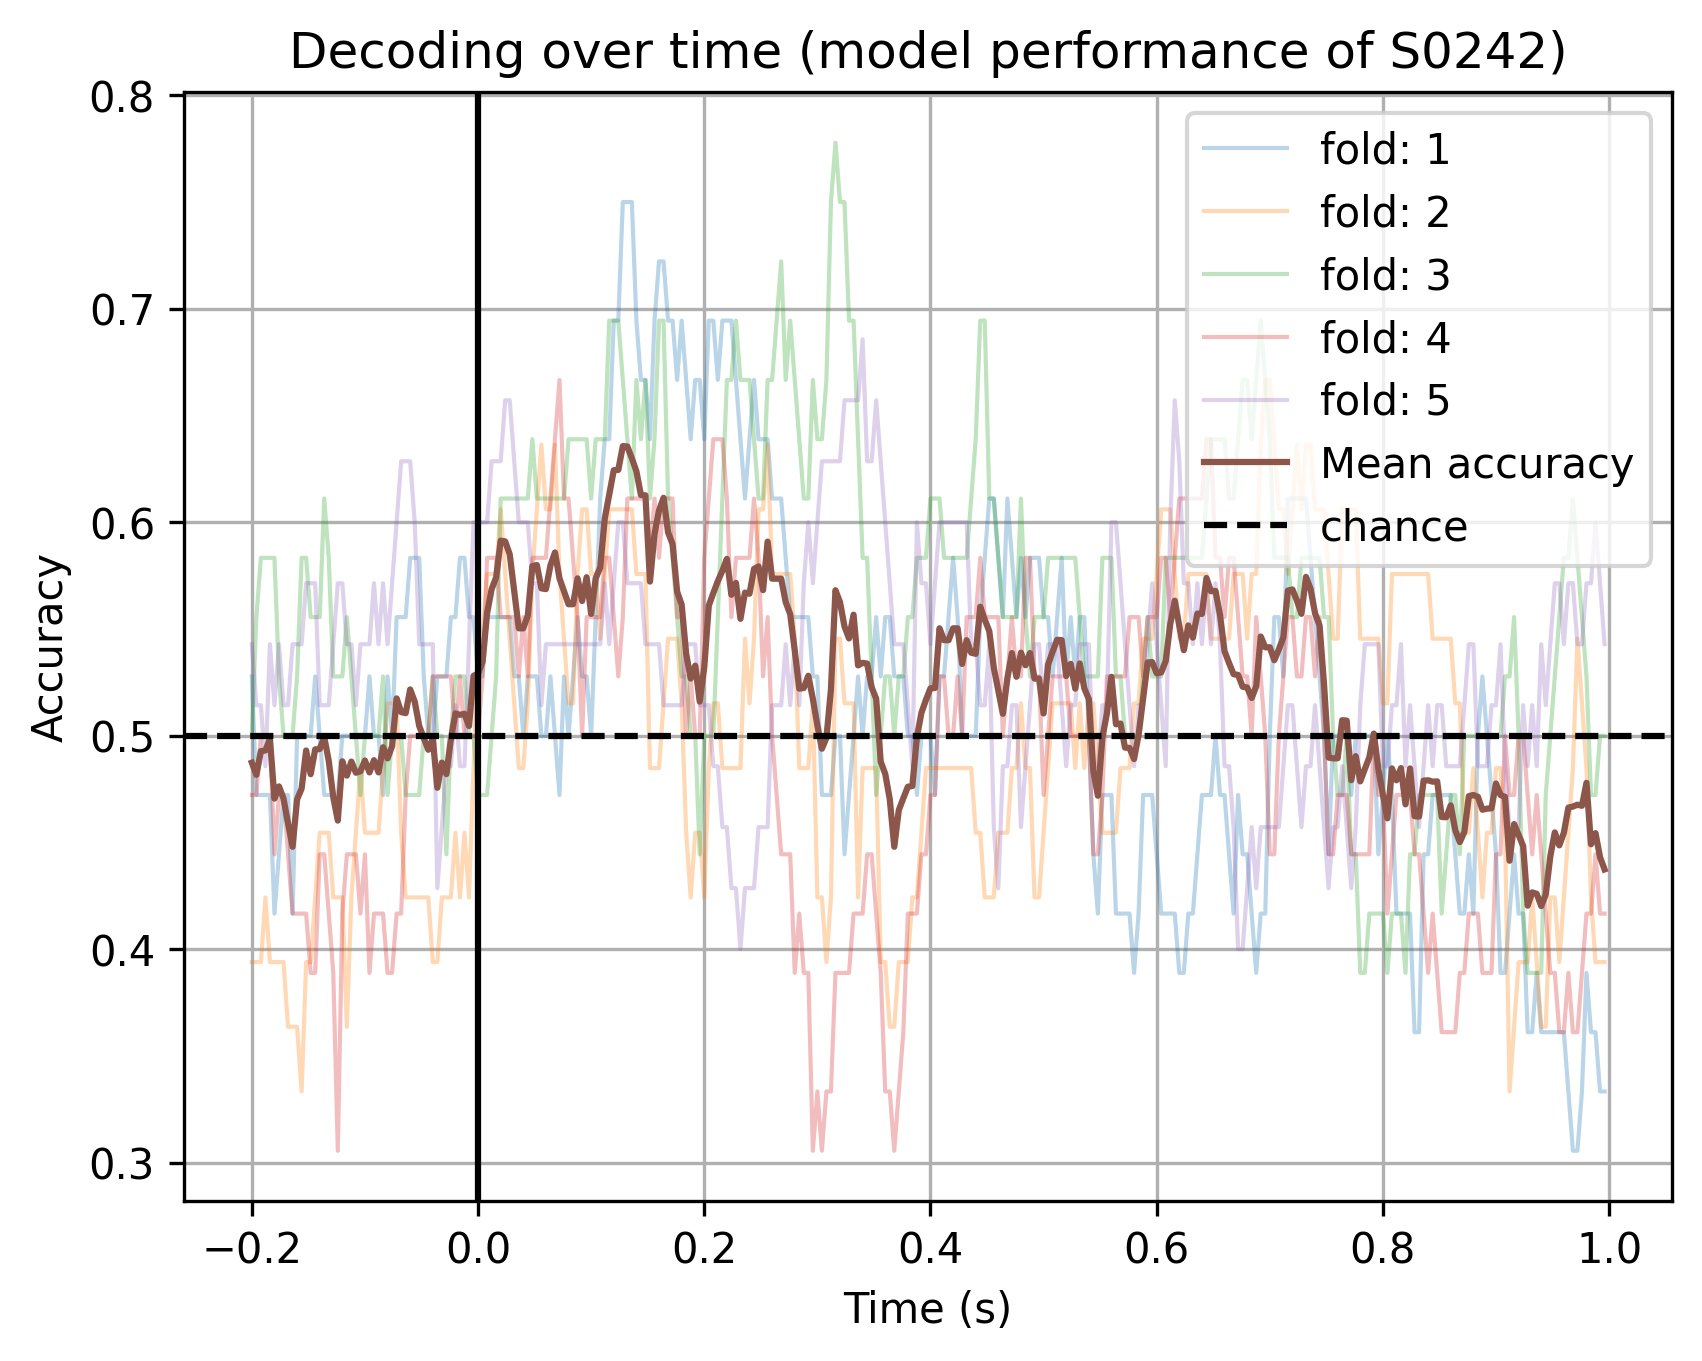 Decoding over time (model performance of S0242)
Accuracy
0.8
0.7
0.6
0.5
0.4
0.3
fold: 1
fold: 2
fold: 3
fold: 4
fold: 5
Mean accuracy
chance
−0.2
0.0
0.2
0.4
0.6
0.8
1.0
Time (s)